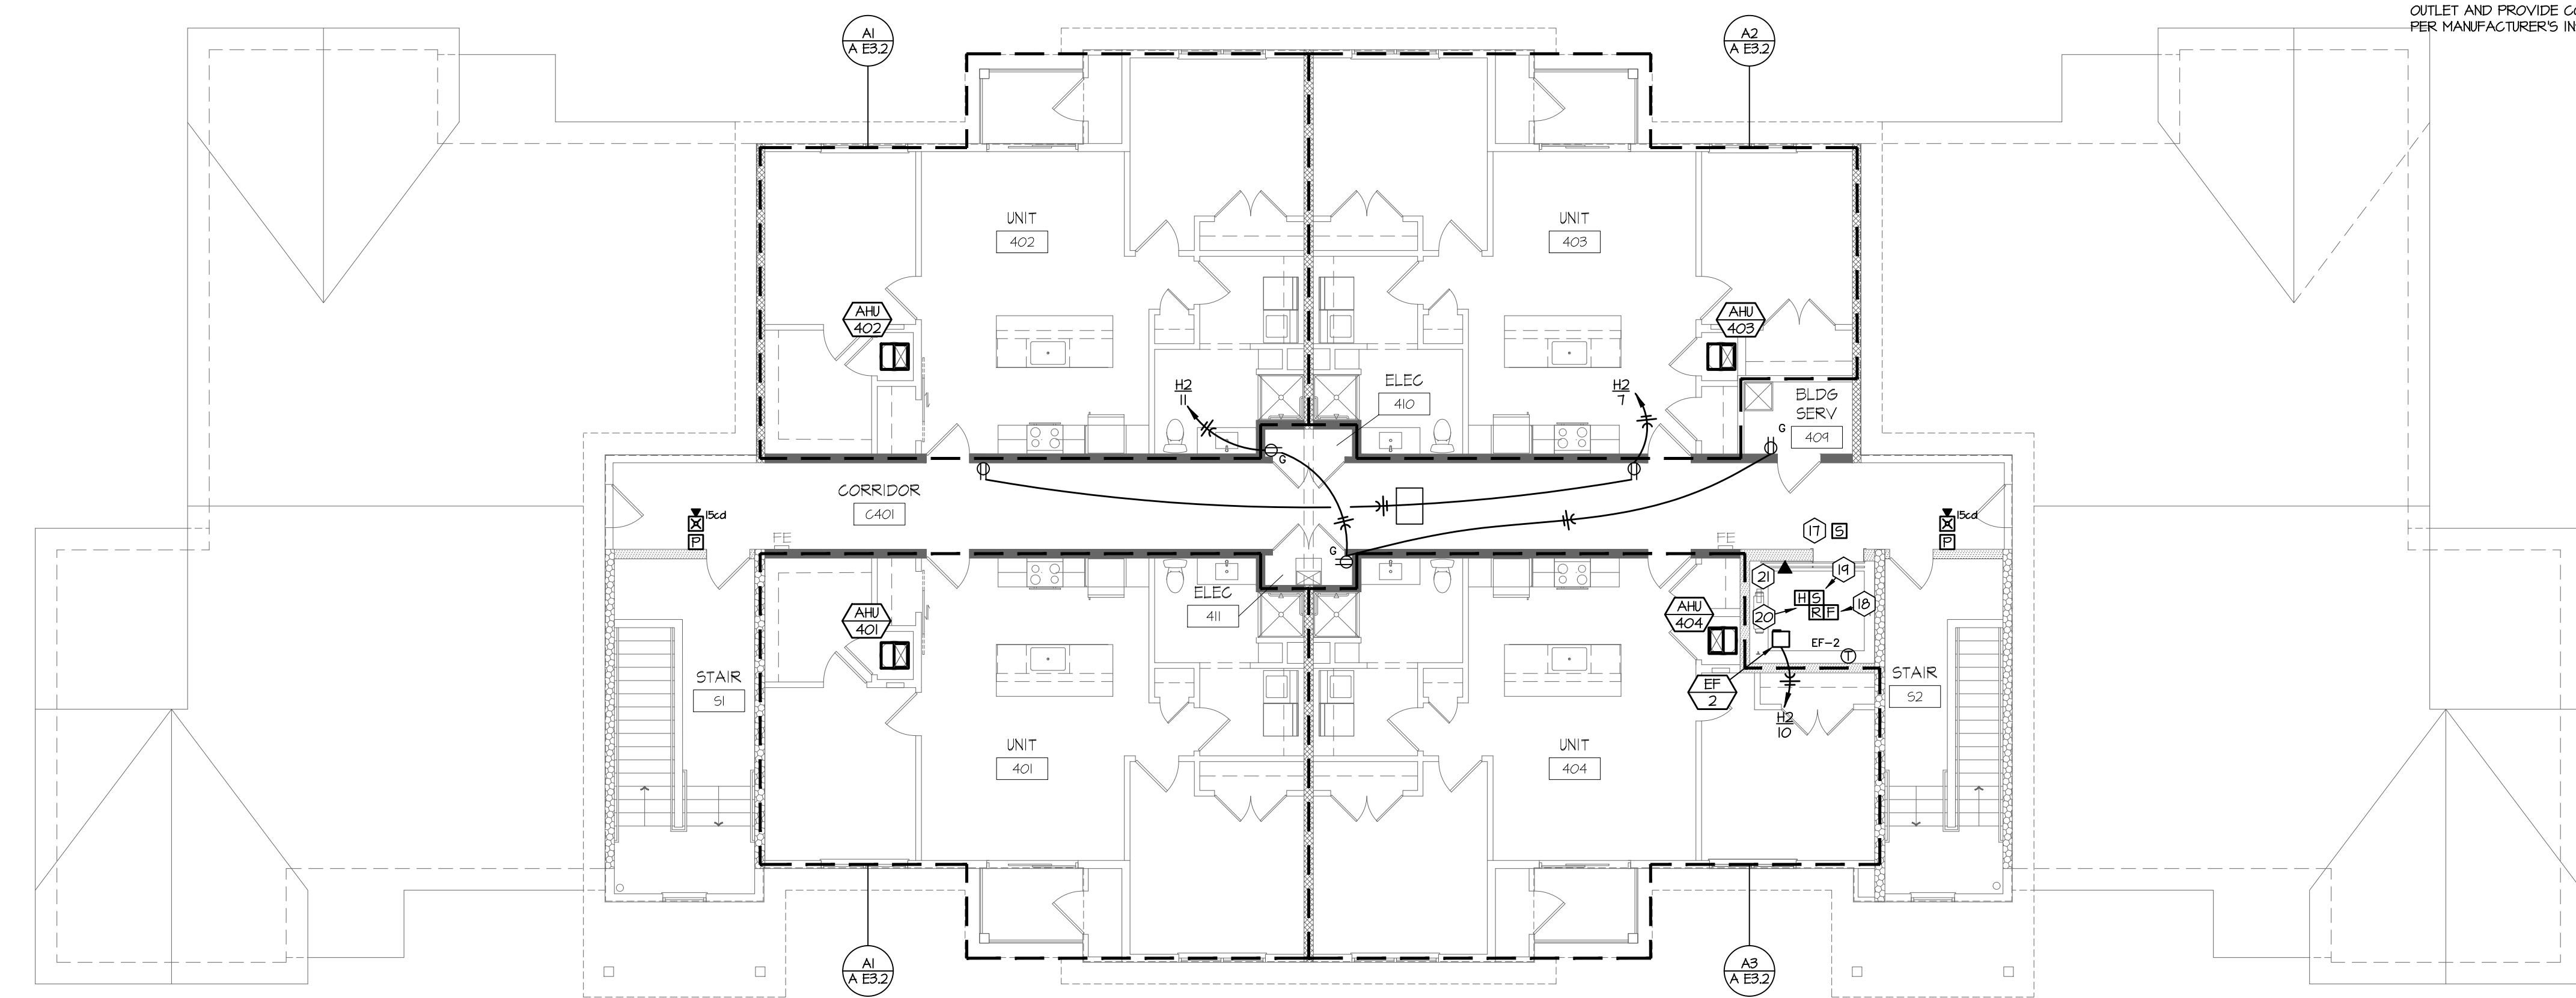 OUTLET AND PROVIDE
PER MANUFACTURER'S
A1
A E3.2
A2
A E3.2
UNIT
402
UNIT
403
AHU
402
AHU
403
H2
11
ELEC
410
H2
7
BLDG
SERV
409
G
G
CORRIDOR
C401
15cd
P
FE
G
FE
17
S
15cd
P
AHU
401
ELEC
411
AHU
404
21
19
H S
R F
20
18
EF-2
T
EF
2
H2
10
STAIR
S1
STAIR
S2
UNIT
401
UNIT
404
A1
A E3.2
A3
A E3.2